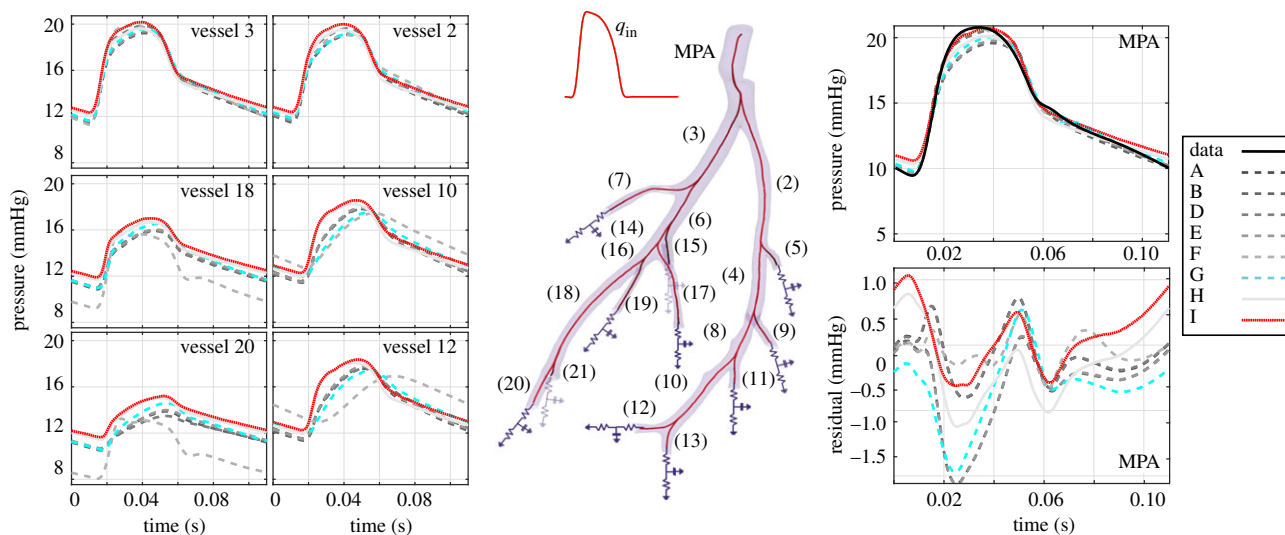 pressure (mmHg)
20
16
12
8
vessel 3
vessel 2
20
16
12
8
vessel 18
vessel 10
20
16
12
8
vessel 20
vessel 12
0
0.04
0.08
0
0.04
0.08
time (s)
time (s)
q in
MPA
(3)
(2)
(7)
(6)
(14)
(15)
(16)
(5)
(4)
(18)
(19)
(17)
(8)
(9)
(21)
(10)
(11)
(20)
(12)
(13)
pressure (mmHg)
20
15
10
5
MPA
0.02
0.06
0.10
residual (mmHg)
0.5
0
−0.5
−1.0
−1.5
MPA
0.02
0.06
0.10
time (s)
data
A
B
D
E
F
G
H
I